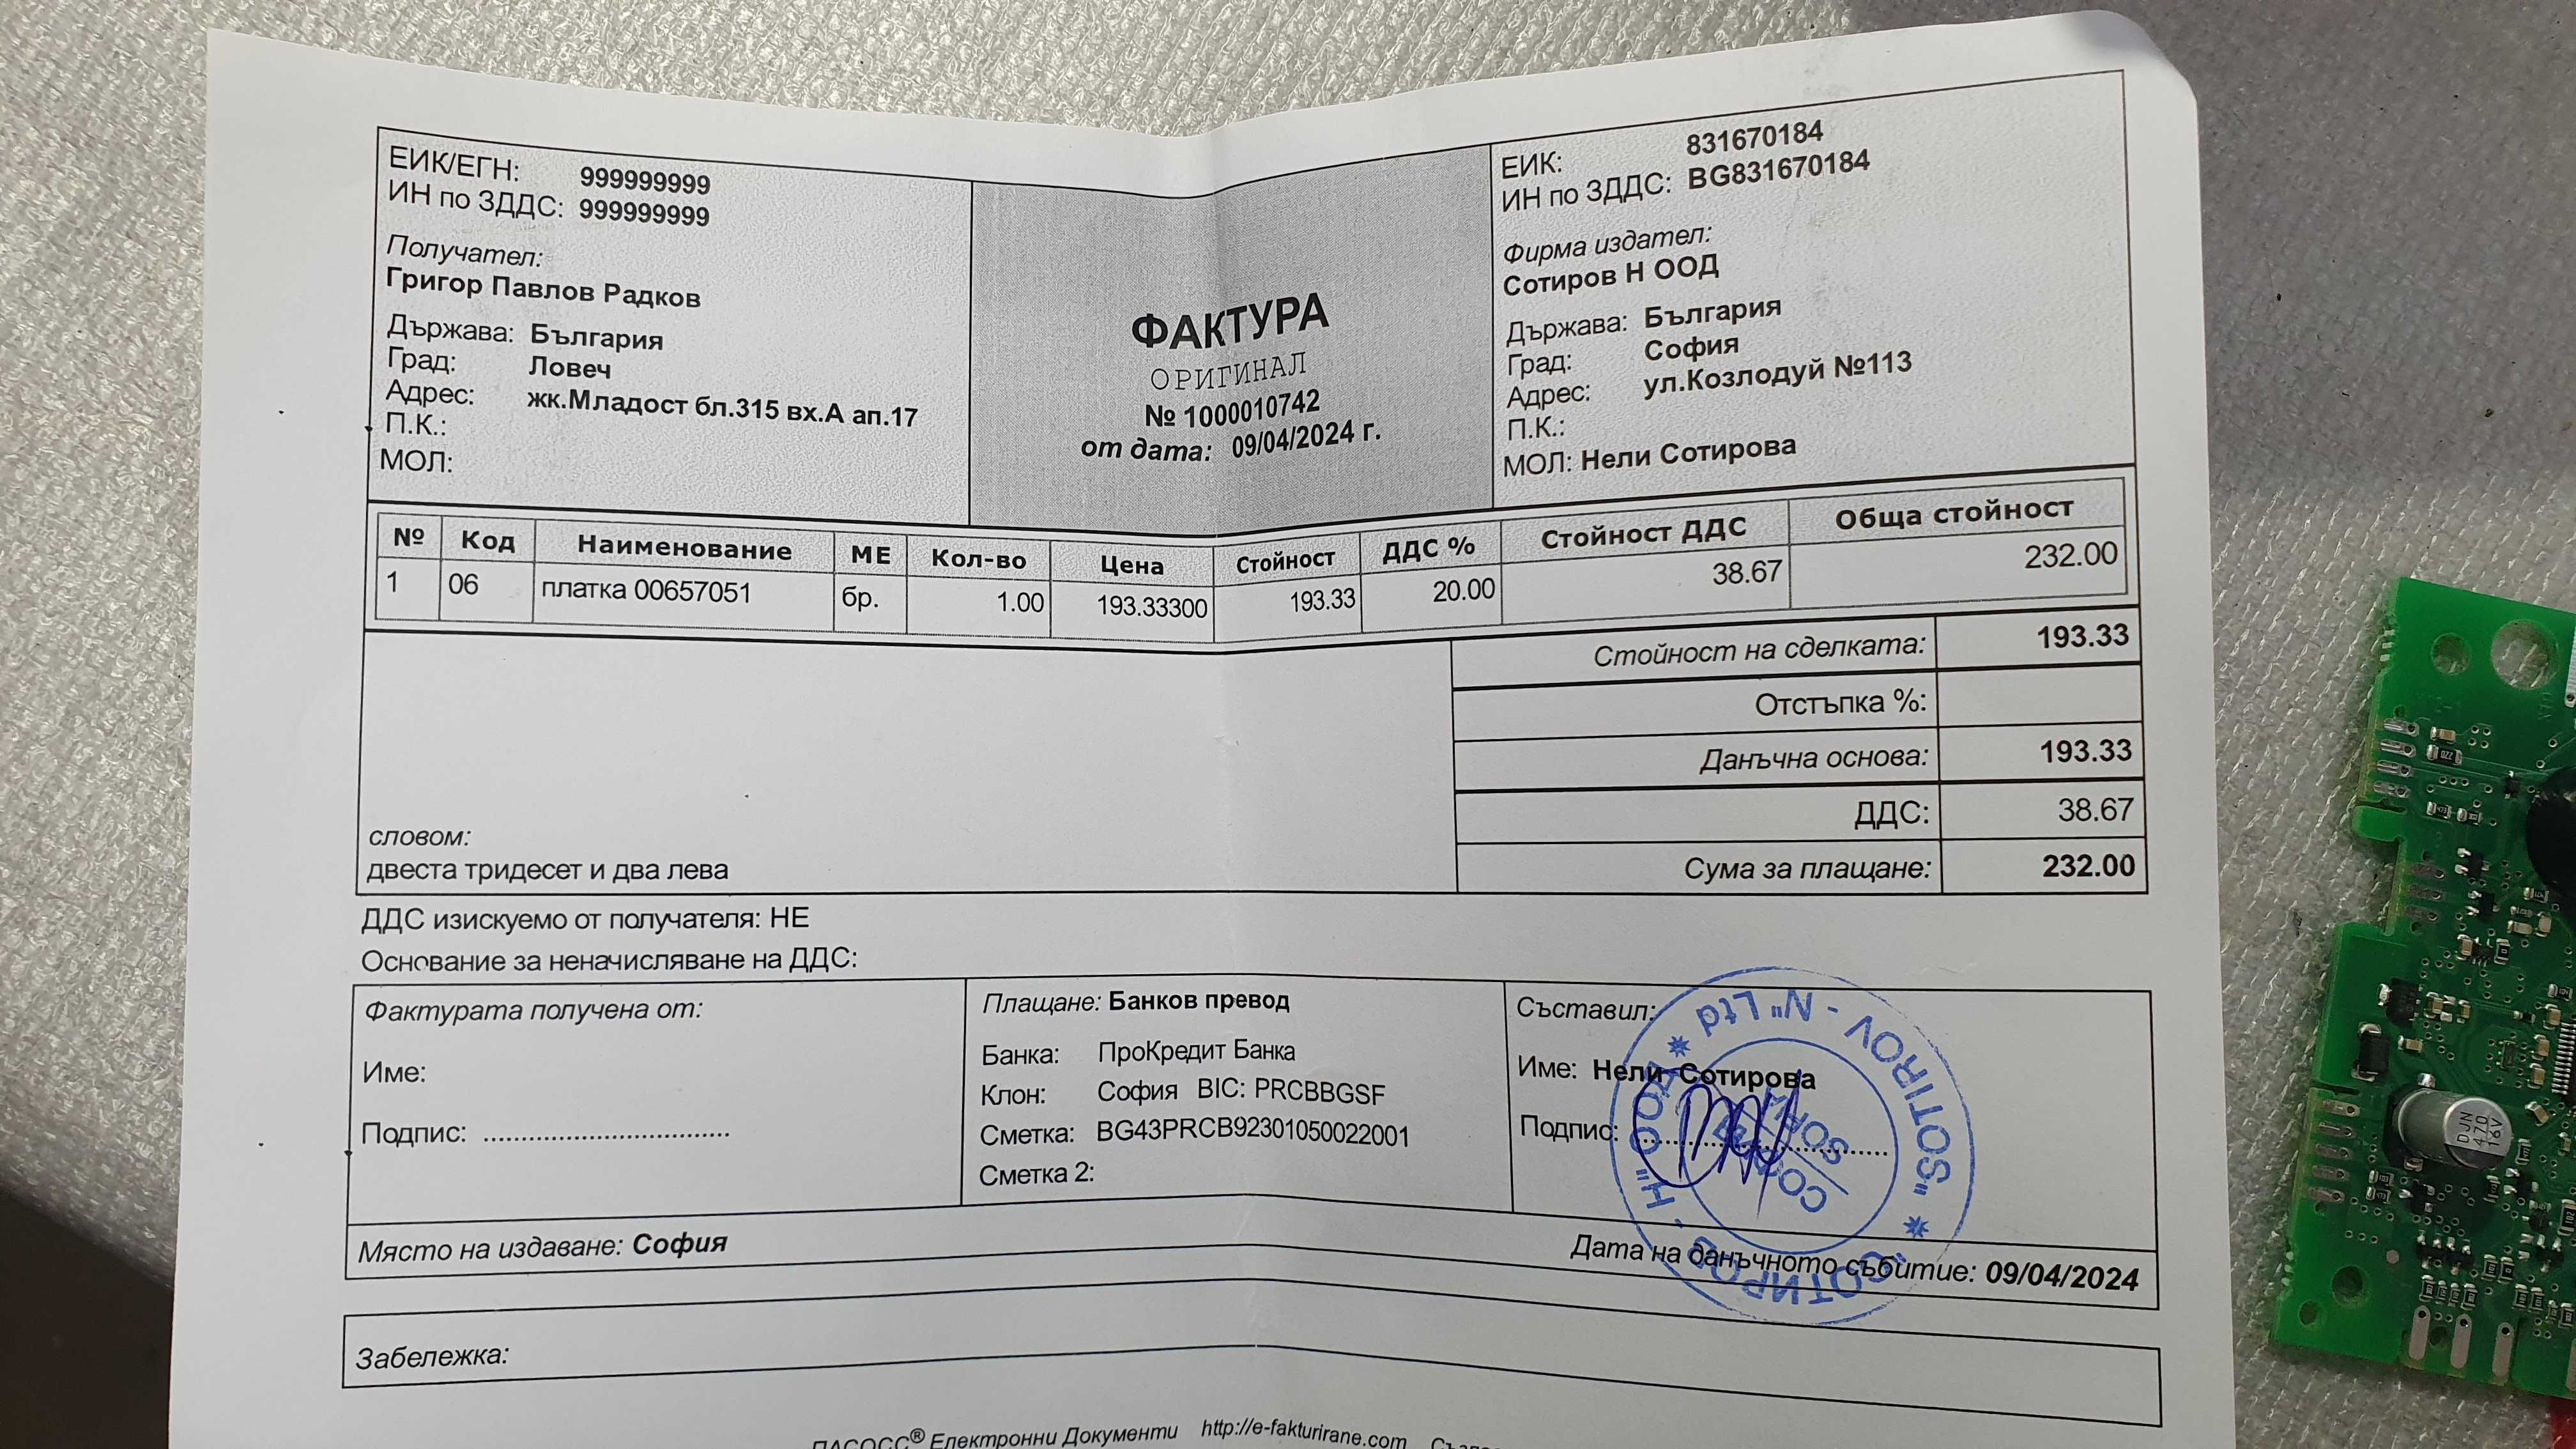 ЕИК/ЕГН: 999999999
ИН по ЗДДС: 999999999
Получател:
Григор Павлов Радков
Държава: България
Град: Ловеч
Адрес: жк.Младост бл.315 вх.А ап.17
П.К.:
МОЛ:
ФАКТУРА
ОРИГИНАЛ
№ 1000010742
от дата: 09/04/2024 г.
ЕИК: 831670184
ИН по ЗДДС: BG831670184
Фирма издател:
Сотиров Н ООД
Държава: България
Град: София
Адрес: ул.Козлодуй №113
П.К.:
МОЛ: Нели Сотирова
№ Код Наименование МЕ Кол-во Цена Стойност ДДС % Стойност ДДС Обща стойност
1 06 платка 00657051 бр. 1.00 193.33300 193.33 20.00 38.67 232.00
Стойност на сделката: 193.33
Отстъпка %:
Данъчна основа: 193.33
ДДС: 38.67
Сума за плащане: 232.00
словом:
двеста тридесет и два лева
ДДС изискуемо от получателя: НЕ
Основание за неначисляване на ДДС:
Фактурата получена от:
Име:
Подпис: ..................................
Плащане: Банков превод
Банка: ПроКредит Банка
Клон: София BIC: PRCBBGSF
Сметка: BG43PRCB92301050022001
Сметка 2:
Съставил:
Име: Нели Сотирова
Подпис: ..................................
"СОТИРОВ - Н" ООД * "SOTIROV - N" Ltd *
Място на издаване: София
Дата на данъчното събитие: 09/04/2024
Забележка:
ПАСОСС® Електронни Документи http://e-fakturirane.com
DJN
470
16V